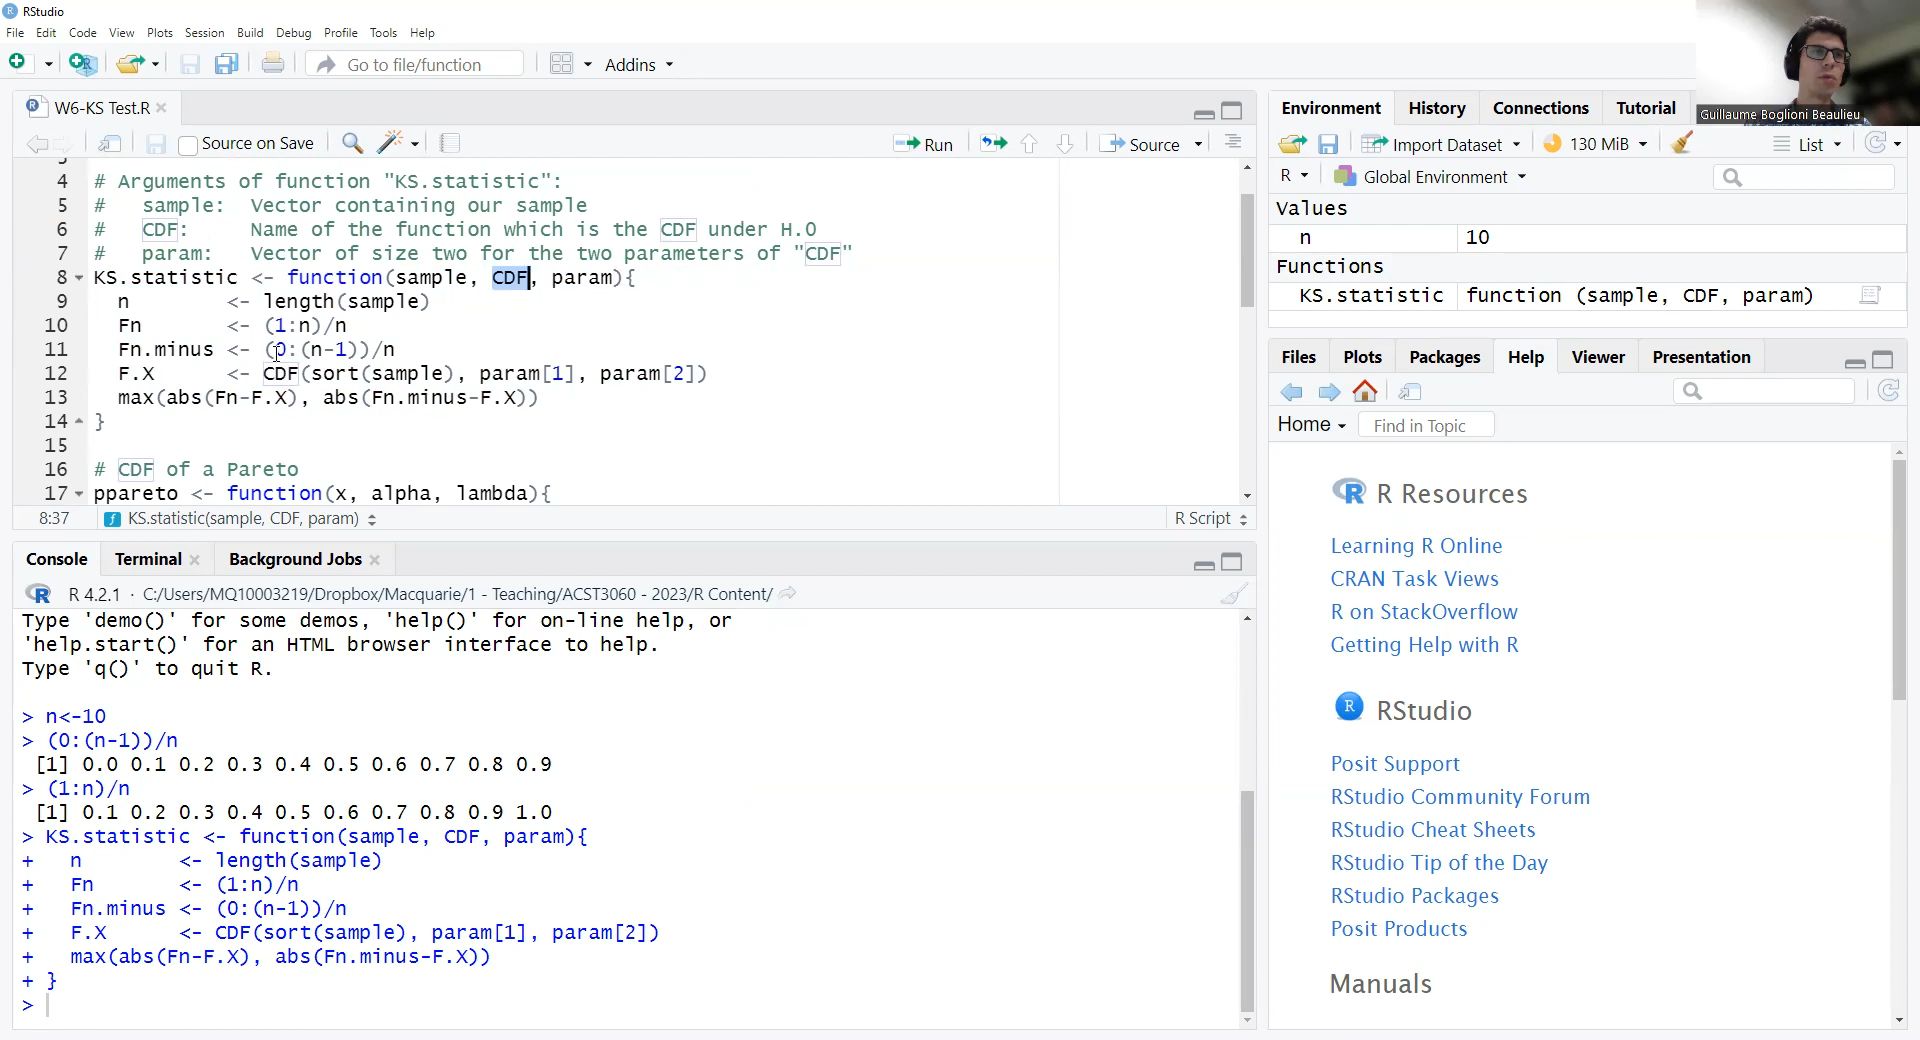 RStudio
File Edit Code View Plots Session Build Debug Profile Tools Help
Go to file/function Addins
W6-KS Test.R
Source on Save Run Source
4 # Arguments of function "KS.statistic":
5 #   sample:  Vector containing our sample
6 #   CDF:     Name of the function which is the CDF under H.0
7 #   param:   Vector of size two for the two parameters of "CDF"
8 KS.statistic <- function(sample, CDF, param){
9   n        <- length(sample)
10   Fn       <- (1:n)/n
11   Fn.minus <- (0:(n-1))/n
12   F.X      <- CDF(sort(sample), param[1], param[2])
13   max(abs(Fn-F.X), abs(Fn.minus-F.X))
14 }
15
16 # CDF of a Pareto
17 ppareto <- function(x, alpha, lambda){
8:37 KS.statistic(sample, CDF, param) R Script
Console Terminal Background Jobs
R 4.2.1 · C:/Users/MQ10003219/Dropbox/Macquarie/1 - Teaching/ACST3060 - 2023/R Content/
Type 'demo()' for some demos, 'help()' for on-line help, or
'help.start()' for an HTML browser interface to help.
Type 'q()' to quit R.
> n<-10
> (0:(n-1))/n
[1] 0.0 0.1 0.2 0.3 0.4 0.5 0.6 0.7 0.8 0.9
> (1:n)/n
[1] 0.1 0.2 0.3 0.4 0.5 0.6 0.7 0.8 0.9 1.0
> KS.statistic <- function(sample, CDF, param){
+   n        <- length(sample)
+   Fn       <- (1:n)/n
+   Fn.minus <- (0:(n-1))/n
+   F.X      <- CDF(sort(sample), param[1], param[2])
+   max(abs(Fn-F.X), abs(Fn.minus-F.X))
+ }
>
Guillaume Boglioni Beaulieu
Environment History Connections Tutorial
Import Dataset 130 MiB List
R Global Environment
Values
n 10
Functions
KS.statistic function (sample, CDF, param)
Files Plots Packages Help Viewer Presentation
Home Find in Topic
R Resources
Learning R Online
CRAN Task Views
R on StackOverflow
Getting Help with R
RStudio
Posit Support
RStudio Community Forum
RStudio Cheat Sheets
RStudio Tip of the Day
RStudio Packages
Posit Products
Manuals